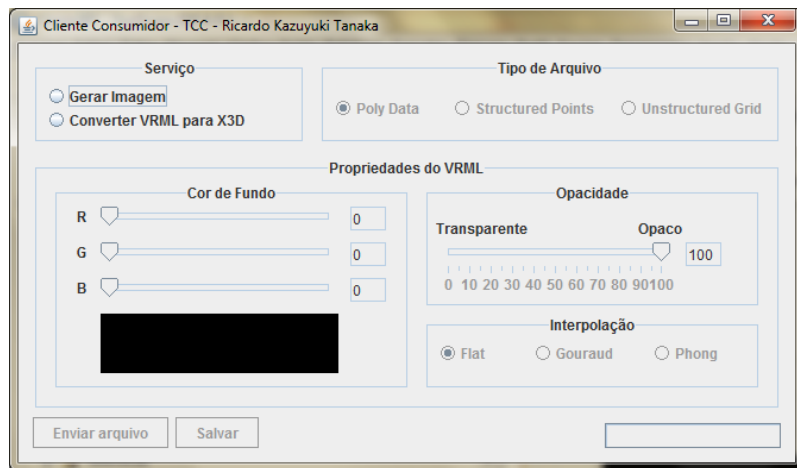 Cliente Consumidor - TCC - Ricardo Kazuyuki Tanaka
Serviço
Gerar Imagem
Converter VRML para X3D
Tipo de Arquivo
Poly Data Structured Points Unstructured Grid
Propriedades do VRML
Cor de Fundo
R 0
G 0
B 0
Opacidade
Transparente Opaco
100
0 10 20 30 40 50 60 70 80 90100
Interpolação
Flat Gouraud Phong
Enviar arquivo Salvar